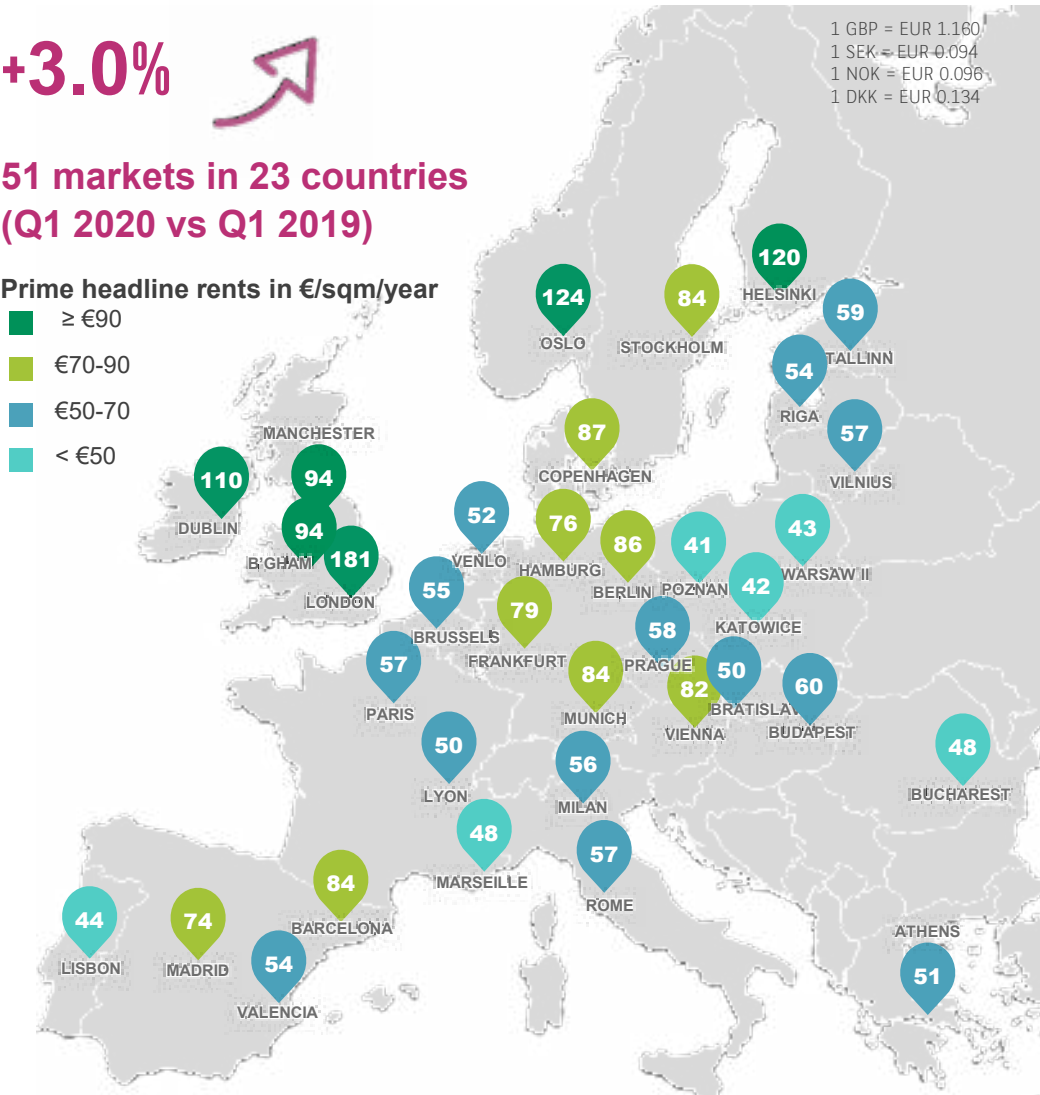 +3.0%
1 GBP = EUR 1.160
1 SEK = EUR 0.094
1 NOK = EUR 0.096
1 DKK = EUR 0.134
51 markets in 23 countries
(Q1 2020 vs Q1 2019)
Prime headline rents in €/sqm/year
≥ €90
€70-90
€50-70
< €50
120
HELSINKI
124
OSLO
84
STOCKHOLM
59
TALLINN
54
RIGA
57
VILNIUS
87
COPENHAGEN
MANCHESTER
94
110
DUBLIN
94
B'GHAM
181
LONDON
52
VENLO
76
HAMBURG
86
BERLIN
41
POZNAN
43
WARSAW II
42
KATOWICE
55
BRUSSELS
79
FRANKFURT
58
PRAGUE
57
PARIS
84
MUNICH
82
VIENNA
50
BRATISLAV
60
BUDAPEST
50
LYON
56
MILAN
48
BUCHAREST
48
MARSEILLE
57
ROME
84
BARCELONA
44
LISBON
74
MADRID
54
VALENCIA
ATHENS
51